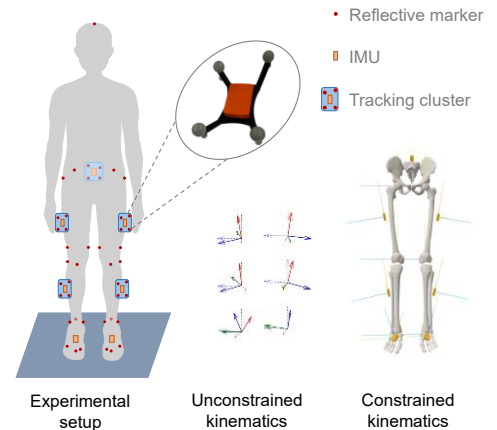 Reflective marker
IMU
Tracking cluster
Experimental
setup
Unconstrained
kinematics
Constrained
kinematics